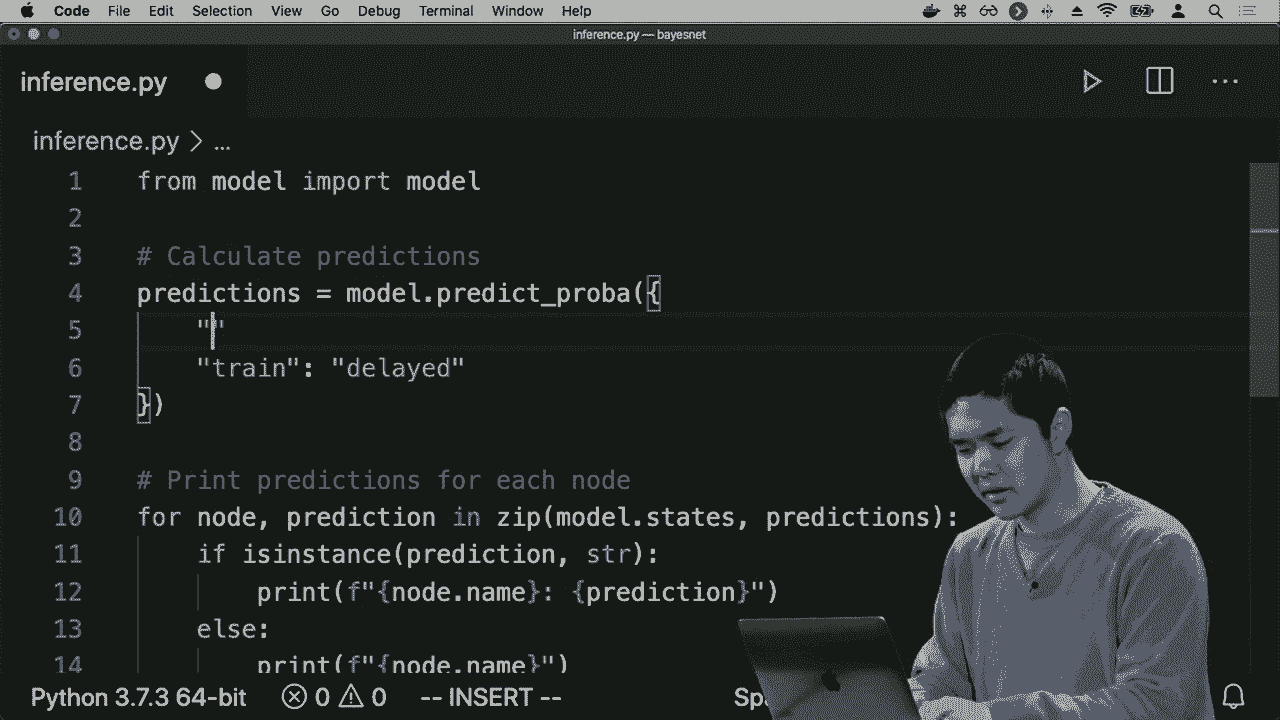 Code File Edit Selection View Go Debug Terminal Window Help
inference.py — bayesnet
inference.py
inference.py > ...
1 from model import model
2
3 # Calculate predictions
4 predictions = model.predict_proba({
5 ""
6 "train": "delayed"
7 })
8
9 # Print predictions for each node
10 for node, prediction in zip(model.states, predictions):
11 if isinstance(prediction, str):
12 print(f"{node.name}: {prediction}")
13 else:
14 print(f"{node.name}")
Python 3.7.3 64-bit 0 0 -- INSERT --